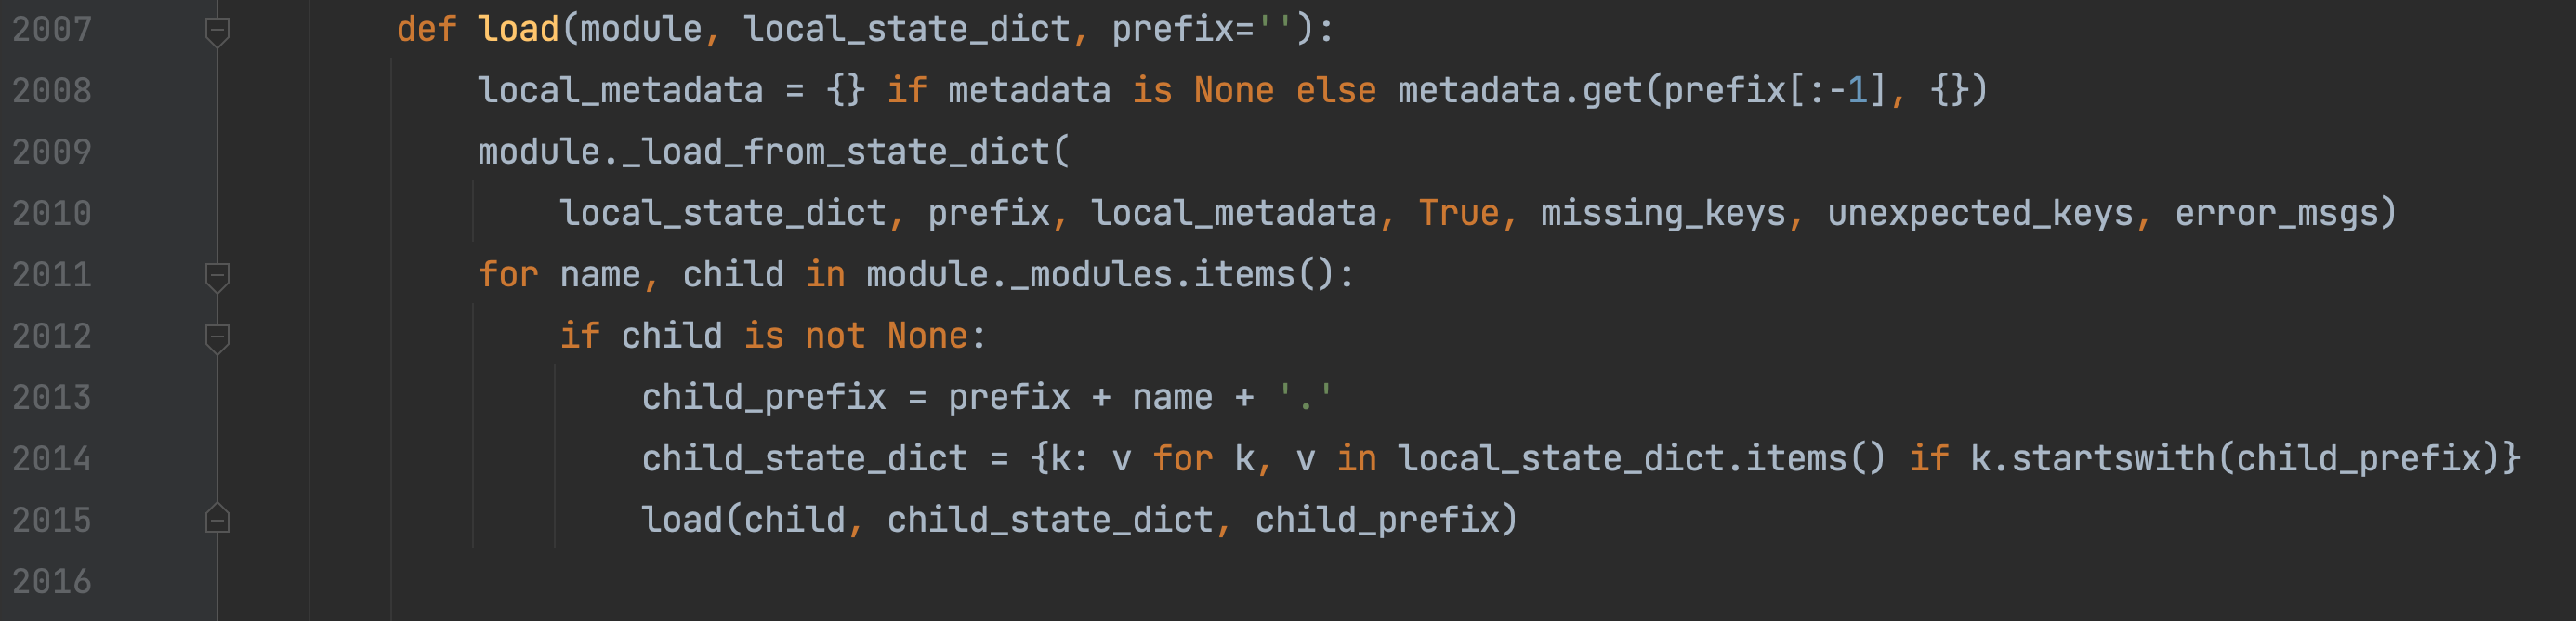 2007 def load(module, local_state_dict, prefix=''):
2008 local_metadata = {} if metadata is None else metadata.get(prefix[:-1], {})
2009 module._load_from_state_dict(
2010 local_state_dict, prefix, local_metadata, True, missing_keys, unexpected_keys, error_msgs)
2011 for name, child in module._modules.items():
2012 if child is not None:
2013 child_prefix = prefix + name + '.'
2014 child_state_dict = {k: v for k, v in local_state_dict.items() if k.startswith(child_prefix)}
2015 load(child, child_state_dict, child_prefix)
2016